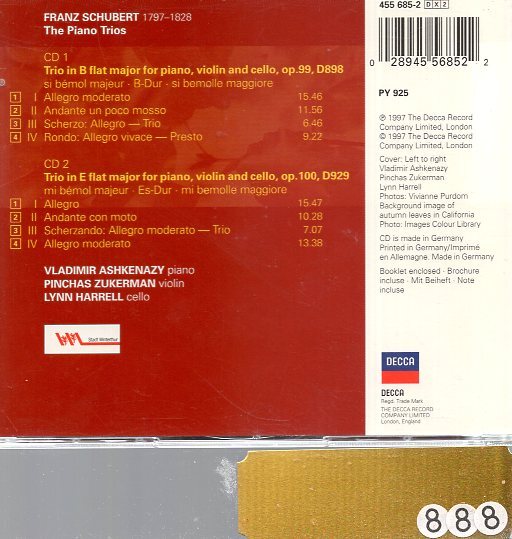 FRANZ SCHUBERT 1797–1828
The Piano Trios
CD 1
Trio in B flat major for piano, violin and cello, op.99, D898
si bémol majeur · B-Dur · si bemolle maggiore
1 I Allegro moderato 15.46
2 II Andante un poco mosso 11.56
3 III Scherzo: Allegro — Trio 6.46
4 IV Rondo: Allegro vivace — Presto 9.22
CD 2
Trio in E flat major for piano, violin and cello, op.100, D929
mi bémol majeur · Es-Dur · mi bemolle maggiore
1 I Allegro 15.47
2 II Andante con moto 10.28
3 III Scherzando: Allegro moderato — Trio 7.07
4 IV Allegro moderato 13.38
VLADIMIR ASHKENAZY piano
PINCHAS ZUKERMAN violin
LYNN HARRELL cello
Stadt Winterthur
455 685-2 D X 2
0 28945 56852 2
PY 925
℗ 1997 The Decca Record
Company Limited, London
© 1997 The Decca Record
Company Limited, London
Cover: Left to right
Vladimir Ashkenazy
Pinchas Zukerman
Lynn Harrell
Photos: Vivianne Purdom
Background image of
autumn leaves in California
Photo: Images Colour Library
CD is made in Germany
Printed in Germany/Imprimé
en Allemagne. Made in Germany
Booklet enclosed · Brochure
incluse · Mit Beiheft · Note
incluse
DECCA
DECCA
Regd. Trade Mark
THE DECCA RECORD
COMPANY LIMITED
London, England
8 8 8